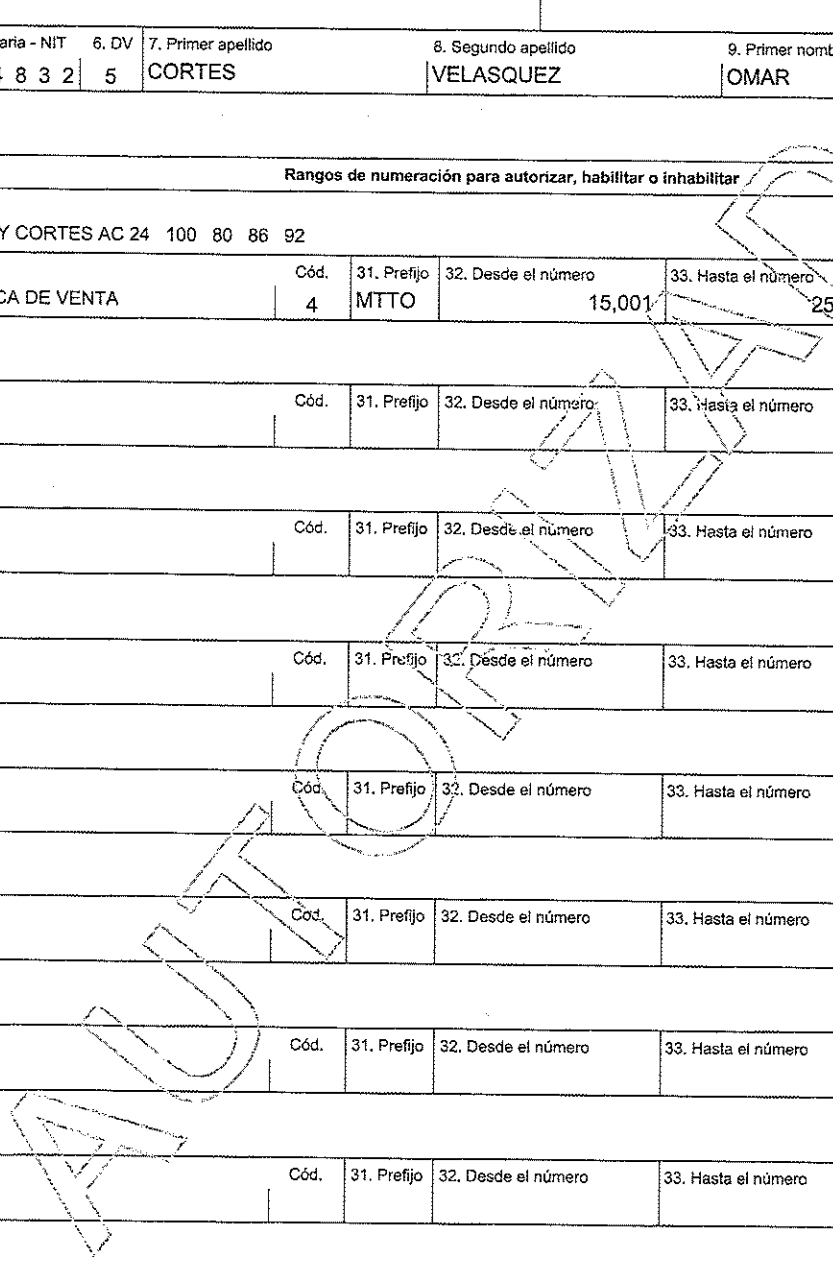 aria - NIT 6. DV 7. Primer apellido 8. Segundo apellido 9. Primer nomb
8 3 2 5 CORTES VELASQUEZ OMAR
Rangos de numeración para autorizar, habilitar o inhabilitar
Y CORTES AC 24 100 80 86 92
Cód. 31. Prefijo 32. Desde el número 33. Hasta el número
CA DE VENTA 4 MTTO 15,001 25
Cód. 31. Prefijo 32. Desde el número 33. Hasta el número
Cód. 31. Prefijo 32. Desde el número 33. Hasta el número
Cód. 31. Prefijo 32. Desde el número 33. Hasta el número
Cód. 31. Prefijo 32. Desde el número 33. Hasta el número
Cód. 31. Prefijo 32. Desde el número 33. Hasta el número
Cód. 31. Prefijo 32. Desde el número 33. Hasta el número
Cód. 31. Prefijo 32. Desde el número 33. Hasta el número
AUTORIZAD